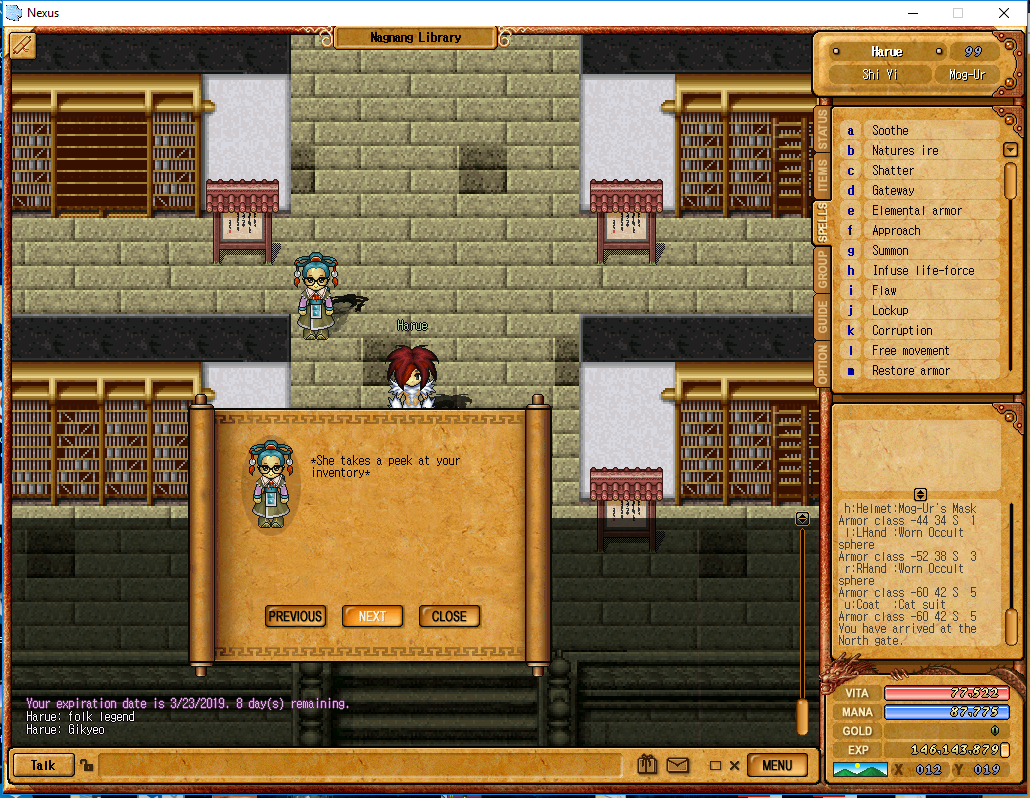 Nexus
Nagnang Library
Harue 99
Shi Yi Mog-Ur
STATUS
ITEMS
SPELLS
GROUP
GUIDE
OPTION
a Soothe
b Natures ire
c Shatter
d Gateway
e Elemental armor
f Approach
g Summon
h Infuse life-force
i Flaw
j Lockup
k Corruption
l Free movement
m Restore armor
Harue
*She takes a peek at your
inventory*
PREVIOUS NEXT CLOSE
h:Helmet:Mog-Ur's Mask
Armor class -44 34 S 1
l:LHand :Worn Occult
sphere
Armor class -52 38 S 3
r:RHand :Worn Occult
sphere
Armor class -60 42 S 5
u:Coat :Cat suit
Armor class -60 42 S 5
You have arrived at the
North gate.
Your expiration date is 3/23/2019. 8 day(s) remaining.
Harue: folk legend
Harue: Gikyeo
VITA 77,522
MANA 87,775
GOLD 0
EXP 146,143,879
X 012 Y 019
Talk
MENU